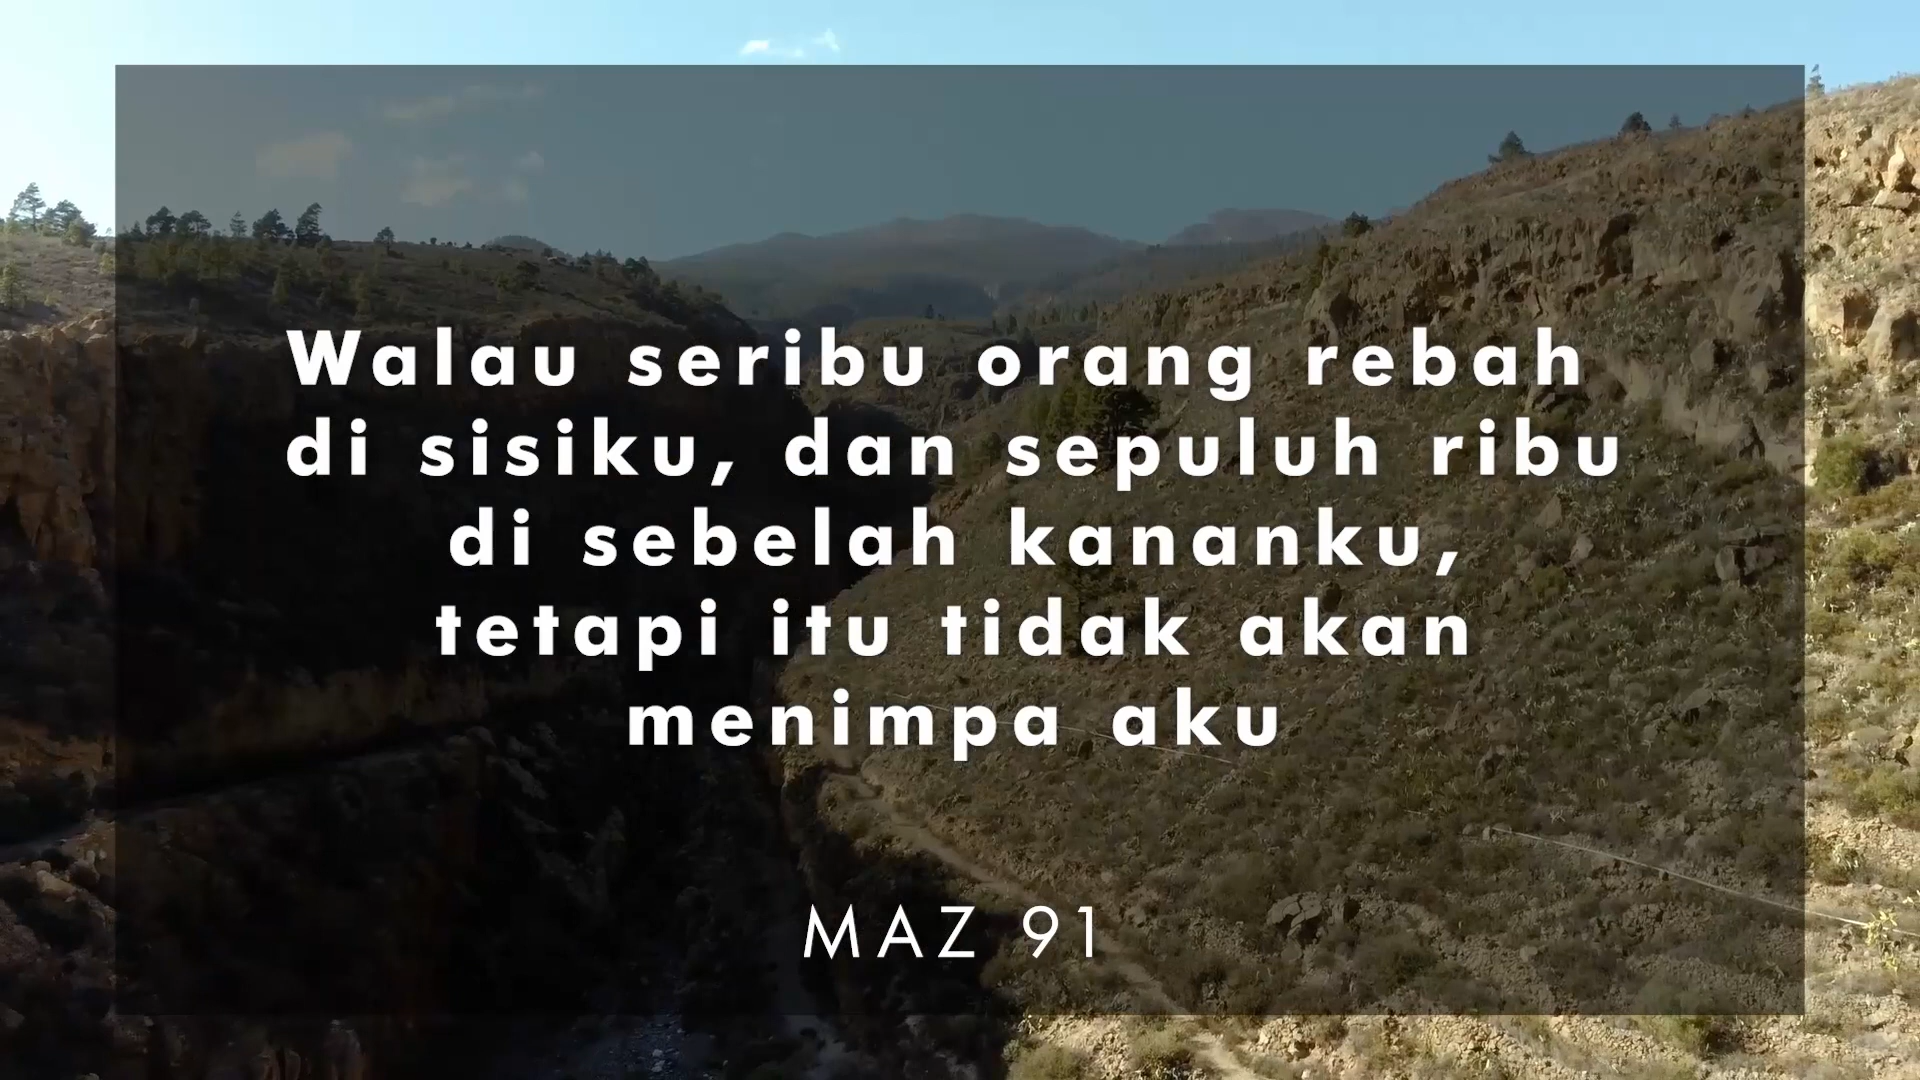 Walau seribu orang rebah
di sisiku, dan sepuluh ribu
di sebelah kananku,
tetapi itu tidak akan
menimpa aku
MAZ 91